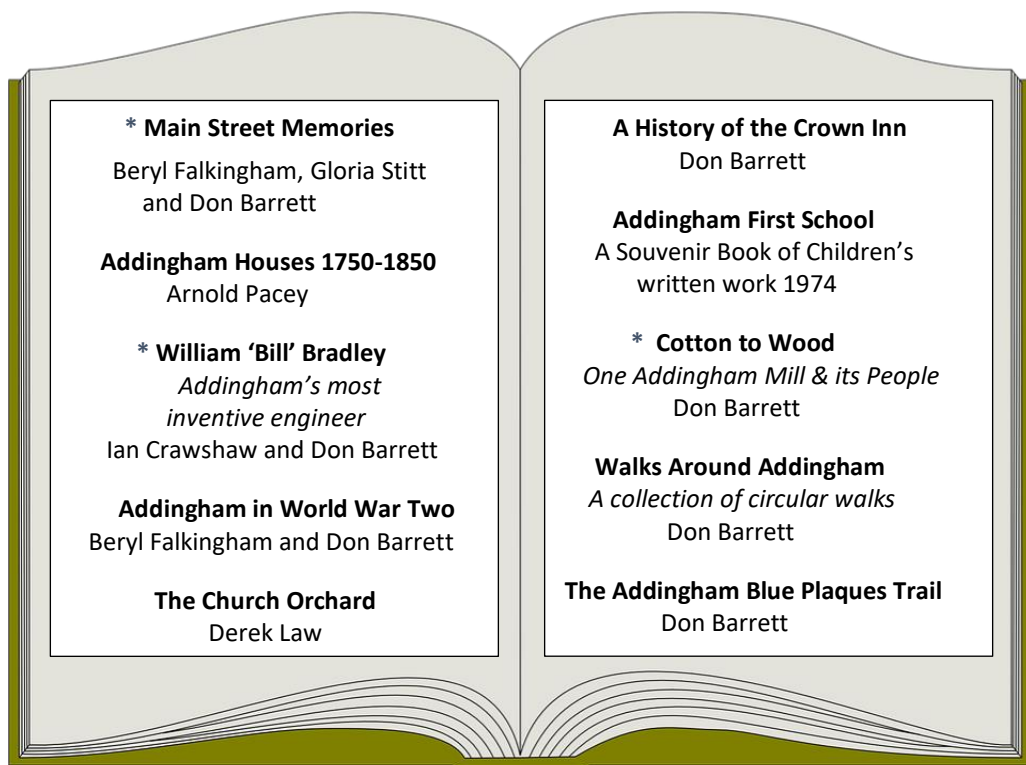 * Main Street Memories
Beryl Falkingham, Gloria Stitt
and Don Barrett
Addingham Houses 1750-1850
Arnold Pacey
* William ‘Bill’ Bradley
Addingham’s most
inventive engineer
Ian Crawshaw and Don Barrett
Addingham in World War Two
Beryl Falkingham and Don Barrett
The Church Orchard
Derek Law
A History of the Crown Inn
Don Barrett
Addingham First School
A Souvenir Book of Children’s
written work 1974
* Cotton to Wood
One Addingham Mill & its People
Don Barrett
Walks Around Addingham
A collection of circular walks
Don Barrett
The Addingham Blue Plaques Trail
Don Barrett